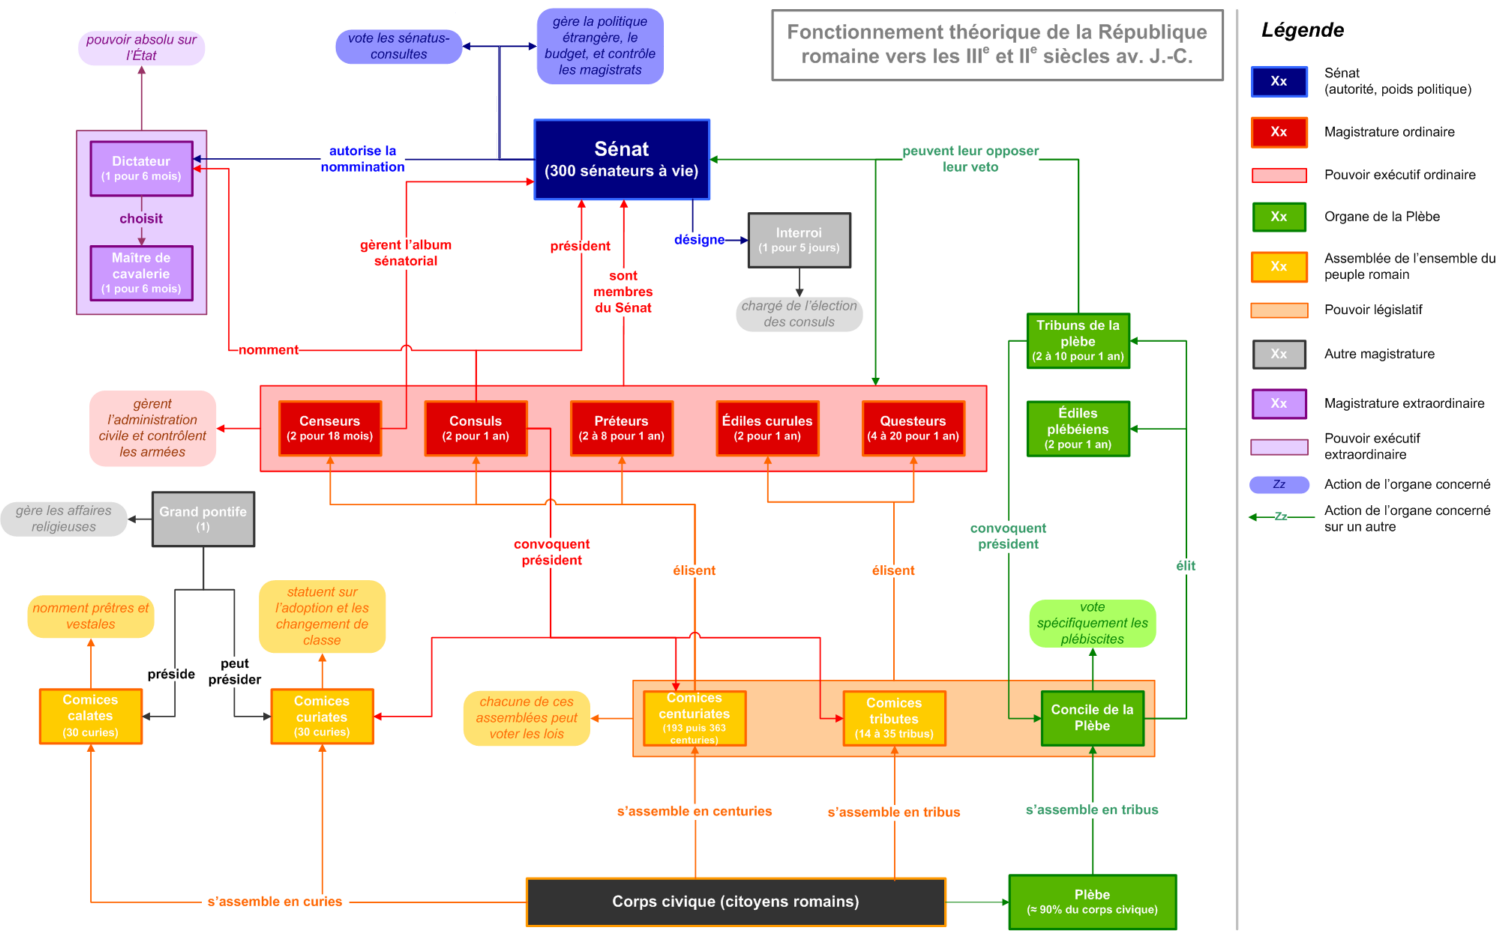 Fonctionnement théorique de la République
romaine vers les IIIe et IIe siècles av. J.-C.
pouvoir absolu sur
l'État
vote les sénatus-
consultes
gère la politique
étrangère, le
budget, et contrôle
les magistrats
Dictateur
(1 pour 6 mois)
choisit
Maître de
cavalerie
(1 pour 6 mois)
autorise la
nommination
Sénat
(300 sénateurs à vie)
peuvent leur opposer
leur veto
gèrent l'album
sénatorial
président
sont
membres
du Sénat
désigne
Interroi
(1 pour 5 jours)
chargé de l'élection
des consuls
nomment
Tribuns de la
plèbe
(2 à 10 pour 1 an)
gèrent
l'administration
civile et contrôlent
les armées
Censeurs
(2 pour 18 mois)
Consuls
(2 pour 1 an)
Préteurs
(2 à 8 pour 1 an)
Édiles curules
(2 pour 1 an)
Questeurs
(4 à 20 pour 1 an)
Édiles
plébéiens
(2 pour 1 an)
gère les affaires
religieuses
Grand pontife
(1)
convoquent
président
élisent
élisent
convoquent
président
élit
nomment prêtres et
vestales
statuent sur
l'adoption et les
changement de
classe
vote
spécifiquement les
plébiscites
préside
peut
présider
Comices
calates
(30 curies)
Comices
curiates
(30 curies)
chacune de ces
assemblées peut
voter les lois
Comices
centuriates
(193 puis 363
centuries)
Comices
tributes
(14 à 35 tribus)
Concile de la
Plèbe
s'assemble en centuries
s'assemble en tribus
s'assemble en tribus
s'assemble en curies
Corps civique (citoyens romains)
Plèbe
(≈ 90% du corps civique)
Légende
Xx
Sénat
(autorité, poids politique)
Xx
Magistrature ordinaire
Pouvoir exécutif ordinaire
Xx
Organe de la Plèbe
Xx
Assemblée de l'ensemble du
peuple romain
Pouvoir législatif
Xx
Autre magistrature
Xx
Magistrature extraordinaire
Pouvoir exécutif
extraordinaire
Zz
Action de l'organe concerné
Zz
Action de l'organe concerné
sur un autre